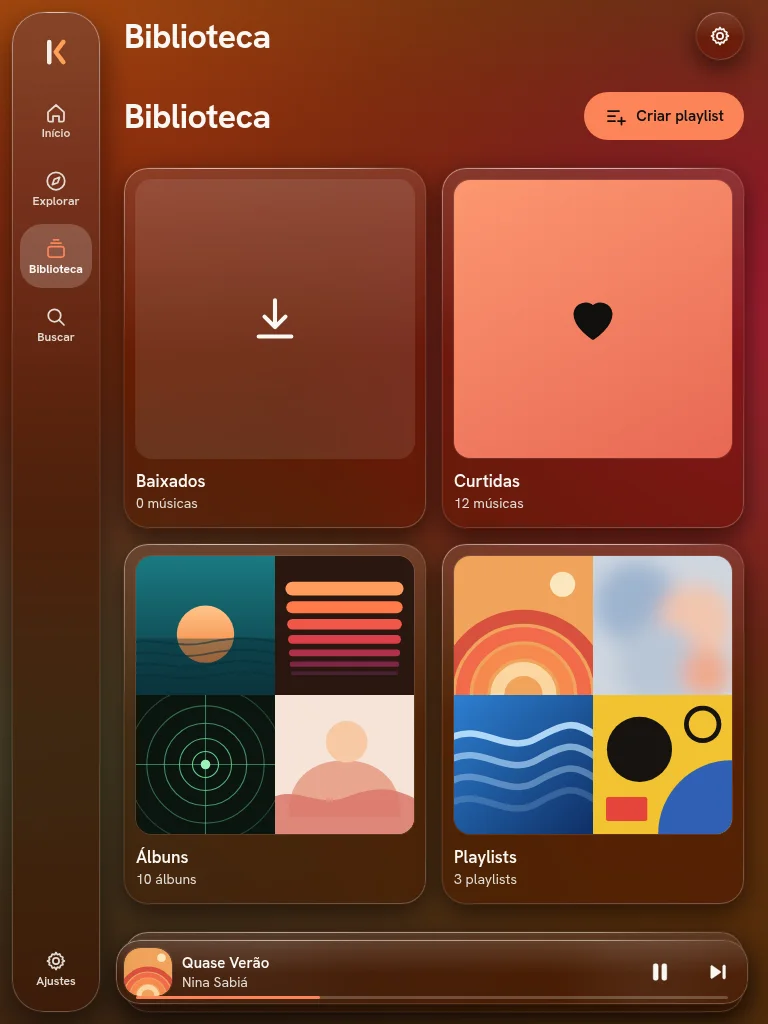 Biblioteca
Início
Explorar
Biblioteca
Buscar
Ajustes
Biblioteca
Criar playlist
Baixados
0 músicas
Curtidas
12 músicas
Álbuns
10 álbuns
Playlists
3 playlists
Quase Verão
Nina Sabiá